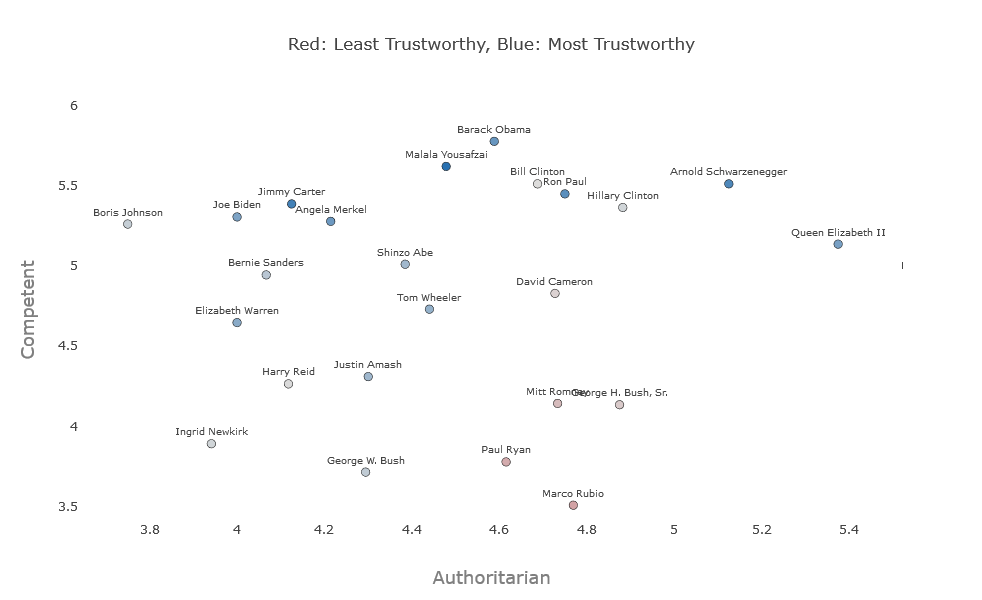 Red: Least Trustworthy, Blue: Most Trustworthy
6
Barack Obama
Malala Yousafzai
Bill Clinton
Arnold Schwarzenegger
Ron Paul
5.5
Jimmy Carter
Hillary Clinton
Joe Biden
Angela Merkel
Boris Johnson
Queen Elizabeth II
Shinzo Abe
Bernie Sanders
5
David Cameron
Tom Wheeler
Elizabeth Warren
Competent
4.5
Justin Amash
Harry Reid
Mitt Romney
George H. Bush, Sr.
4
Ingrid Newkirk
Paul Ryan
George W. Bush
Marco Rubio
3.5
3.8 4 4.2 4.4 4.6 4.8 5 5.2 5.4
Authoritarian